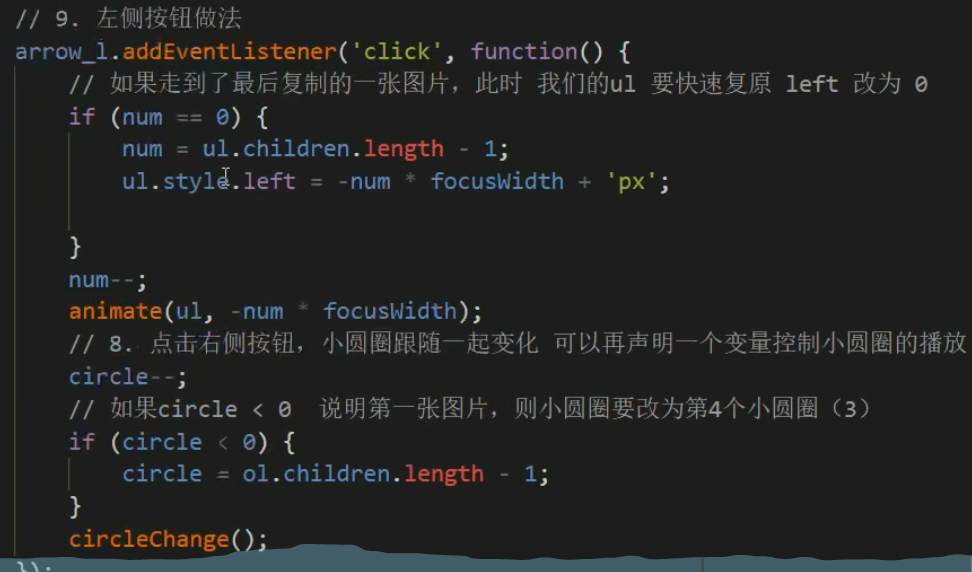 // 9. 左侧按钮做法
arrow_l.addEventListener('click', function() {
    // 如果走到了最后复制的一张图片，此时 我们的ul 要快速复原 left 改为 0
    if (num == 0) {
        num = ul.children.length - 1;
        ul.style.left = -num * focusWidth + 'px';
    }
    num--;
    animate(ul, -num * focusWidth);
    // 8. 点击右侧按钮，小圆圈跟随一起变化 可以再声明一个变量控制小圆圈的播放
    circle--;
    // 如果circle < 0  说明第一张图片，则小圆圈要改为第4个小圆圈（3）
    if (circle < 0) {
        circle = ol.children.length - 1;
    }
    circleChange();
});